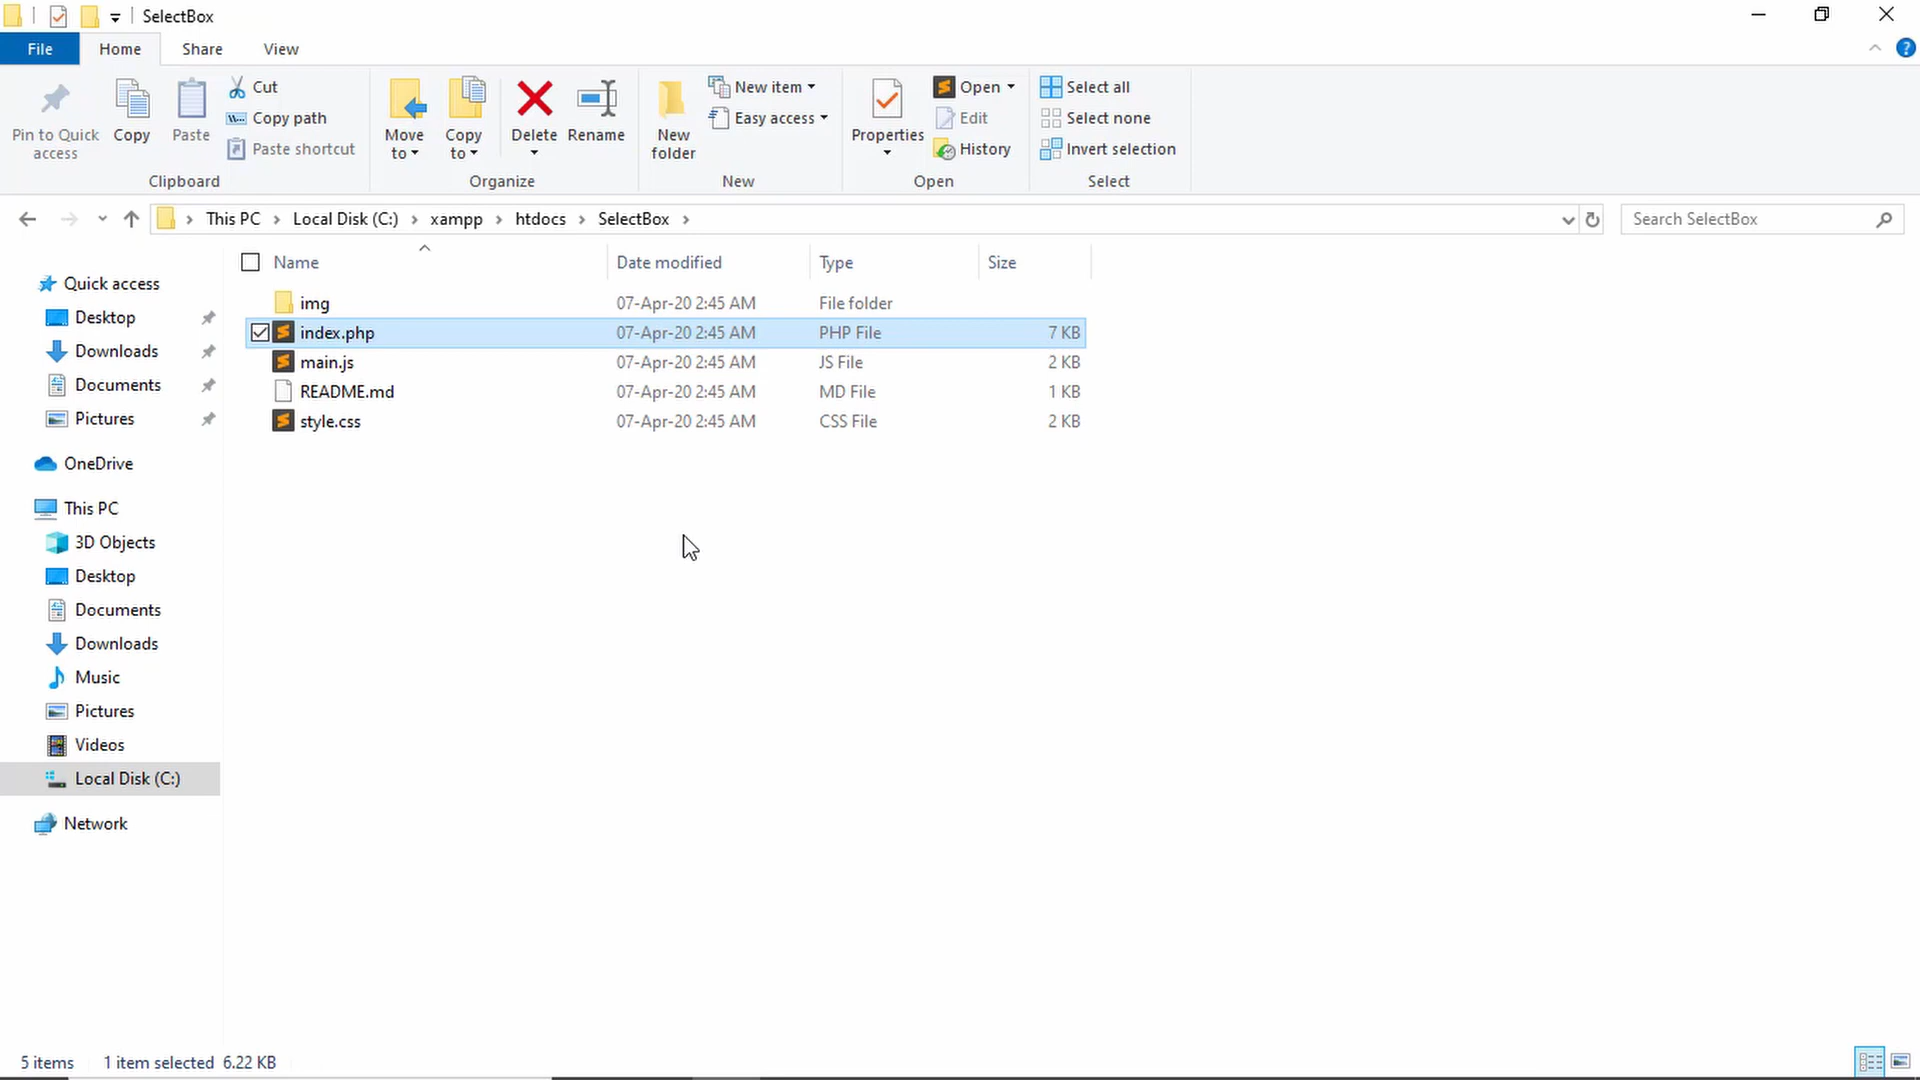 SelectBox
File Home Share View
Pin to Quick access
Copy
Paste
Cut
Copy path
Paste shortcut
Clipboard
Move to
Copy to
Delete
Rename
Organize
New folder
New item
Easy access
New
Properties
Open
Edit
History
Open
Select all
Select none
Invert selection
Select
This PC Local Disk (C:) xampp htdocs SelectBox
Search SelectBox
Name Date modified Type Size
img 07-Apr-20 2:45 AM File folder
index.php 07-Apr-20 2:45 AM PHP File 7 KB
main.js 07-Apr-20 2:45 AM JS File 2 KB
README.md 07-Apr-20 2:45 AM MD File 1 KB
style.css 07-Apr-20 2:45 AM CSS File 2 KB
Quick access
Desktop
Downloads
Documents
Pictures
OneDrive
This PC
3D Objects
Desktop
Documents
Downloads
Music
Pictures
Videos
Local Disk (C:)
Network
5 items 1 item selected 6.22 KB